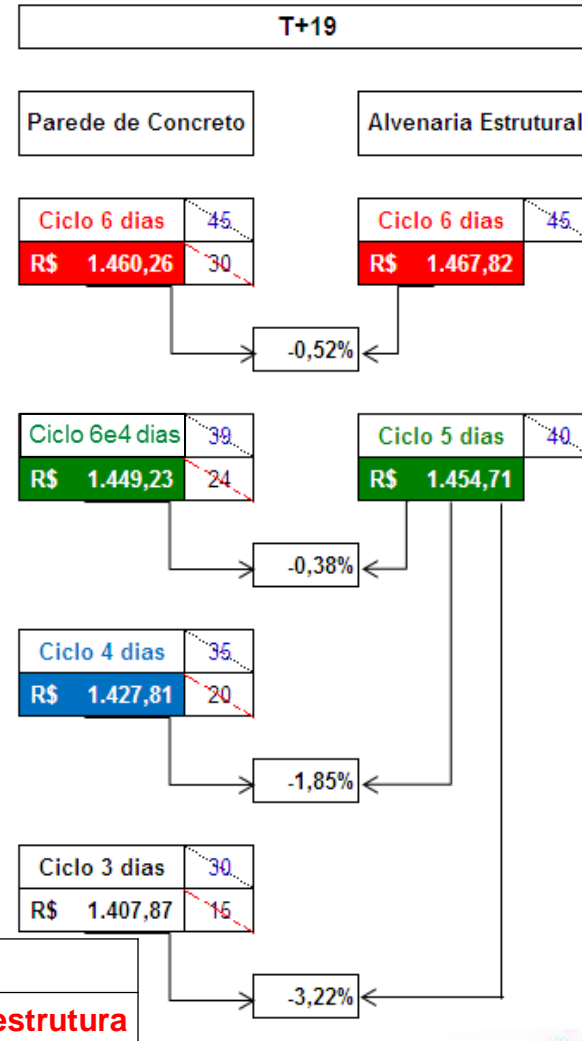 T+19
Parede de Concreto Alvenaria Estrutural
Ciclo 6 dias 45 Ciclo 6 dias 45
R$ 1.460,26 30 R$ 1.467,82
-0,52%
Ciclo 6e4 dias 39 Ciclo 5 dias 40
R$ 1.449,23 24 R$ 1.454,71
-0,38%
Ciclo 4 dias 35
R$ 1.427,81 20
-1,85%
Ciclo 3 dias 30
R$ 1.407,87 15
-3,22%
estrutura